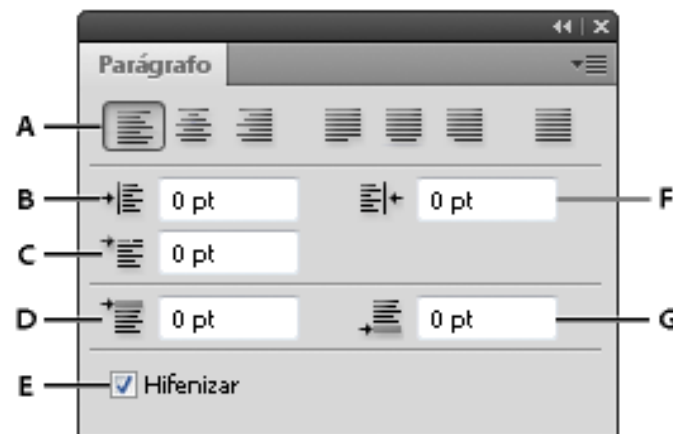 Parágrafo
A
B 0 pt 0 pt F
C 0 pt
D 0 pt 0 pt G
E Hifenizar